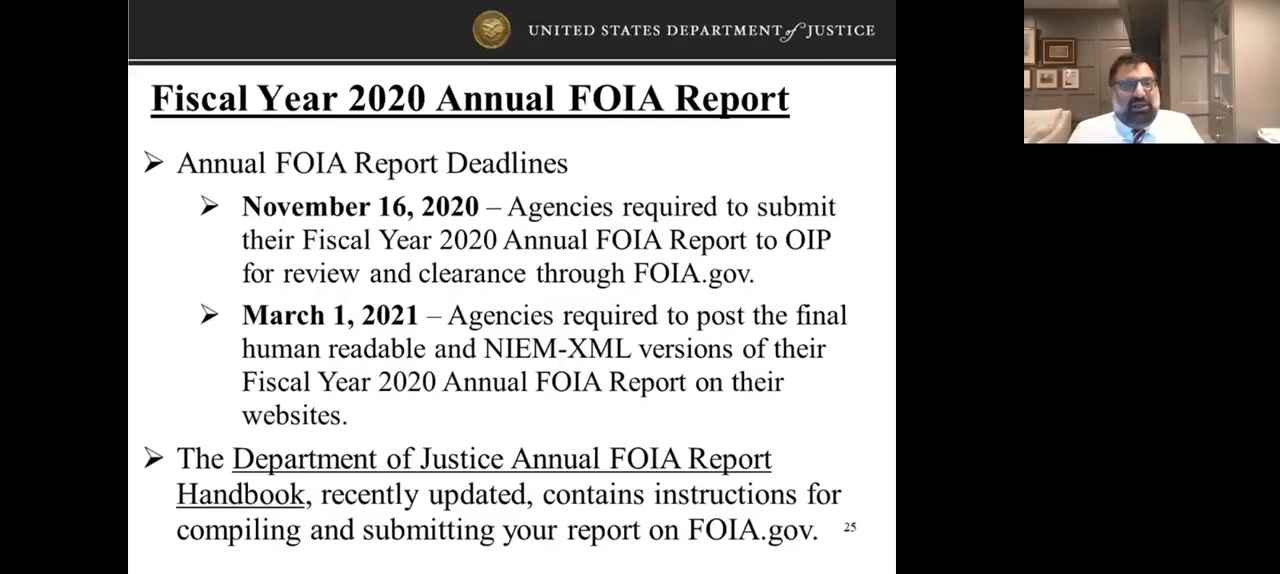 UNITED STATES DEPARTMENT of JUSTICE
Fiscal Year 2020 Annual FOIA Report
➢ Annual FOIA Report Deadlines
➢ November 16, 2020 – Agencies required to submit
their Fiscal Year 2020 Annual FOIA Report to OIP
for review and clearance through FOIA.gov.
➢ March 1, 2021 – Agencies required to post the final
human readable and NIEM-XML versions of their
Fiscal Year 2020 Annual FOIA Report on their
websites.
➢ The Department of Justice Annual FOIA Report
Handbook, recently updated, contains instructions for
compiling and submitting your report on FOIA.gov.
25